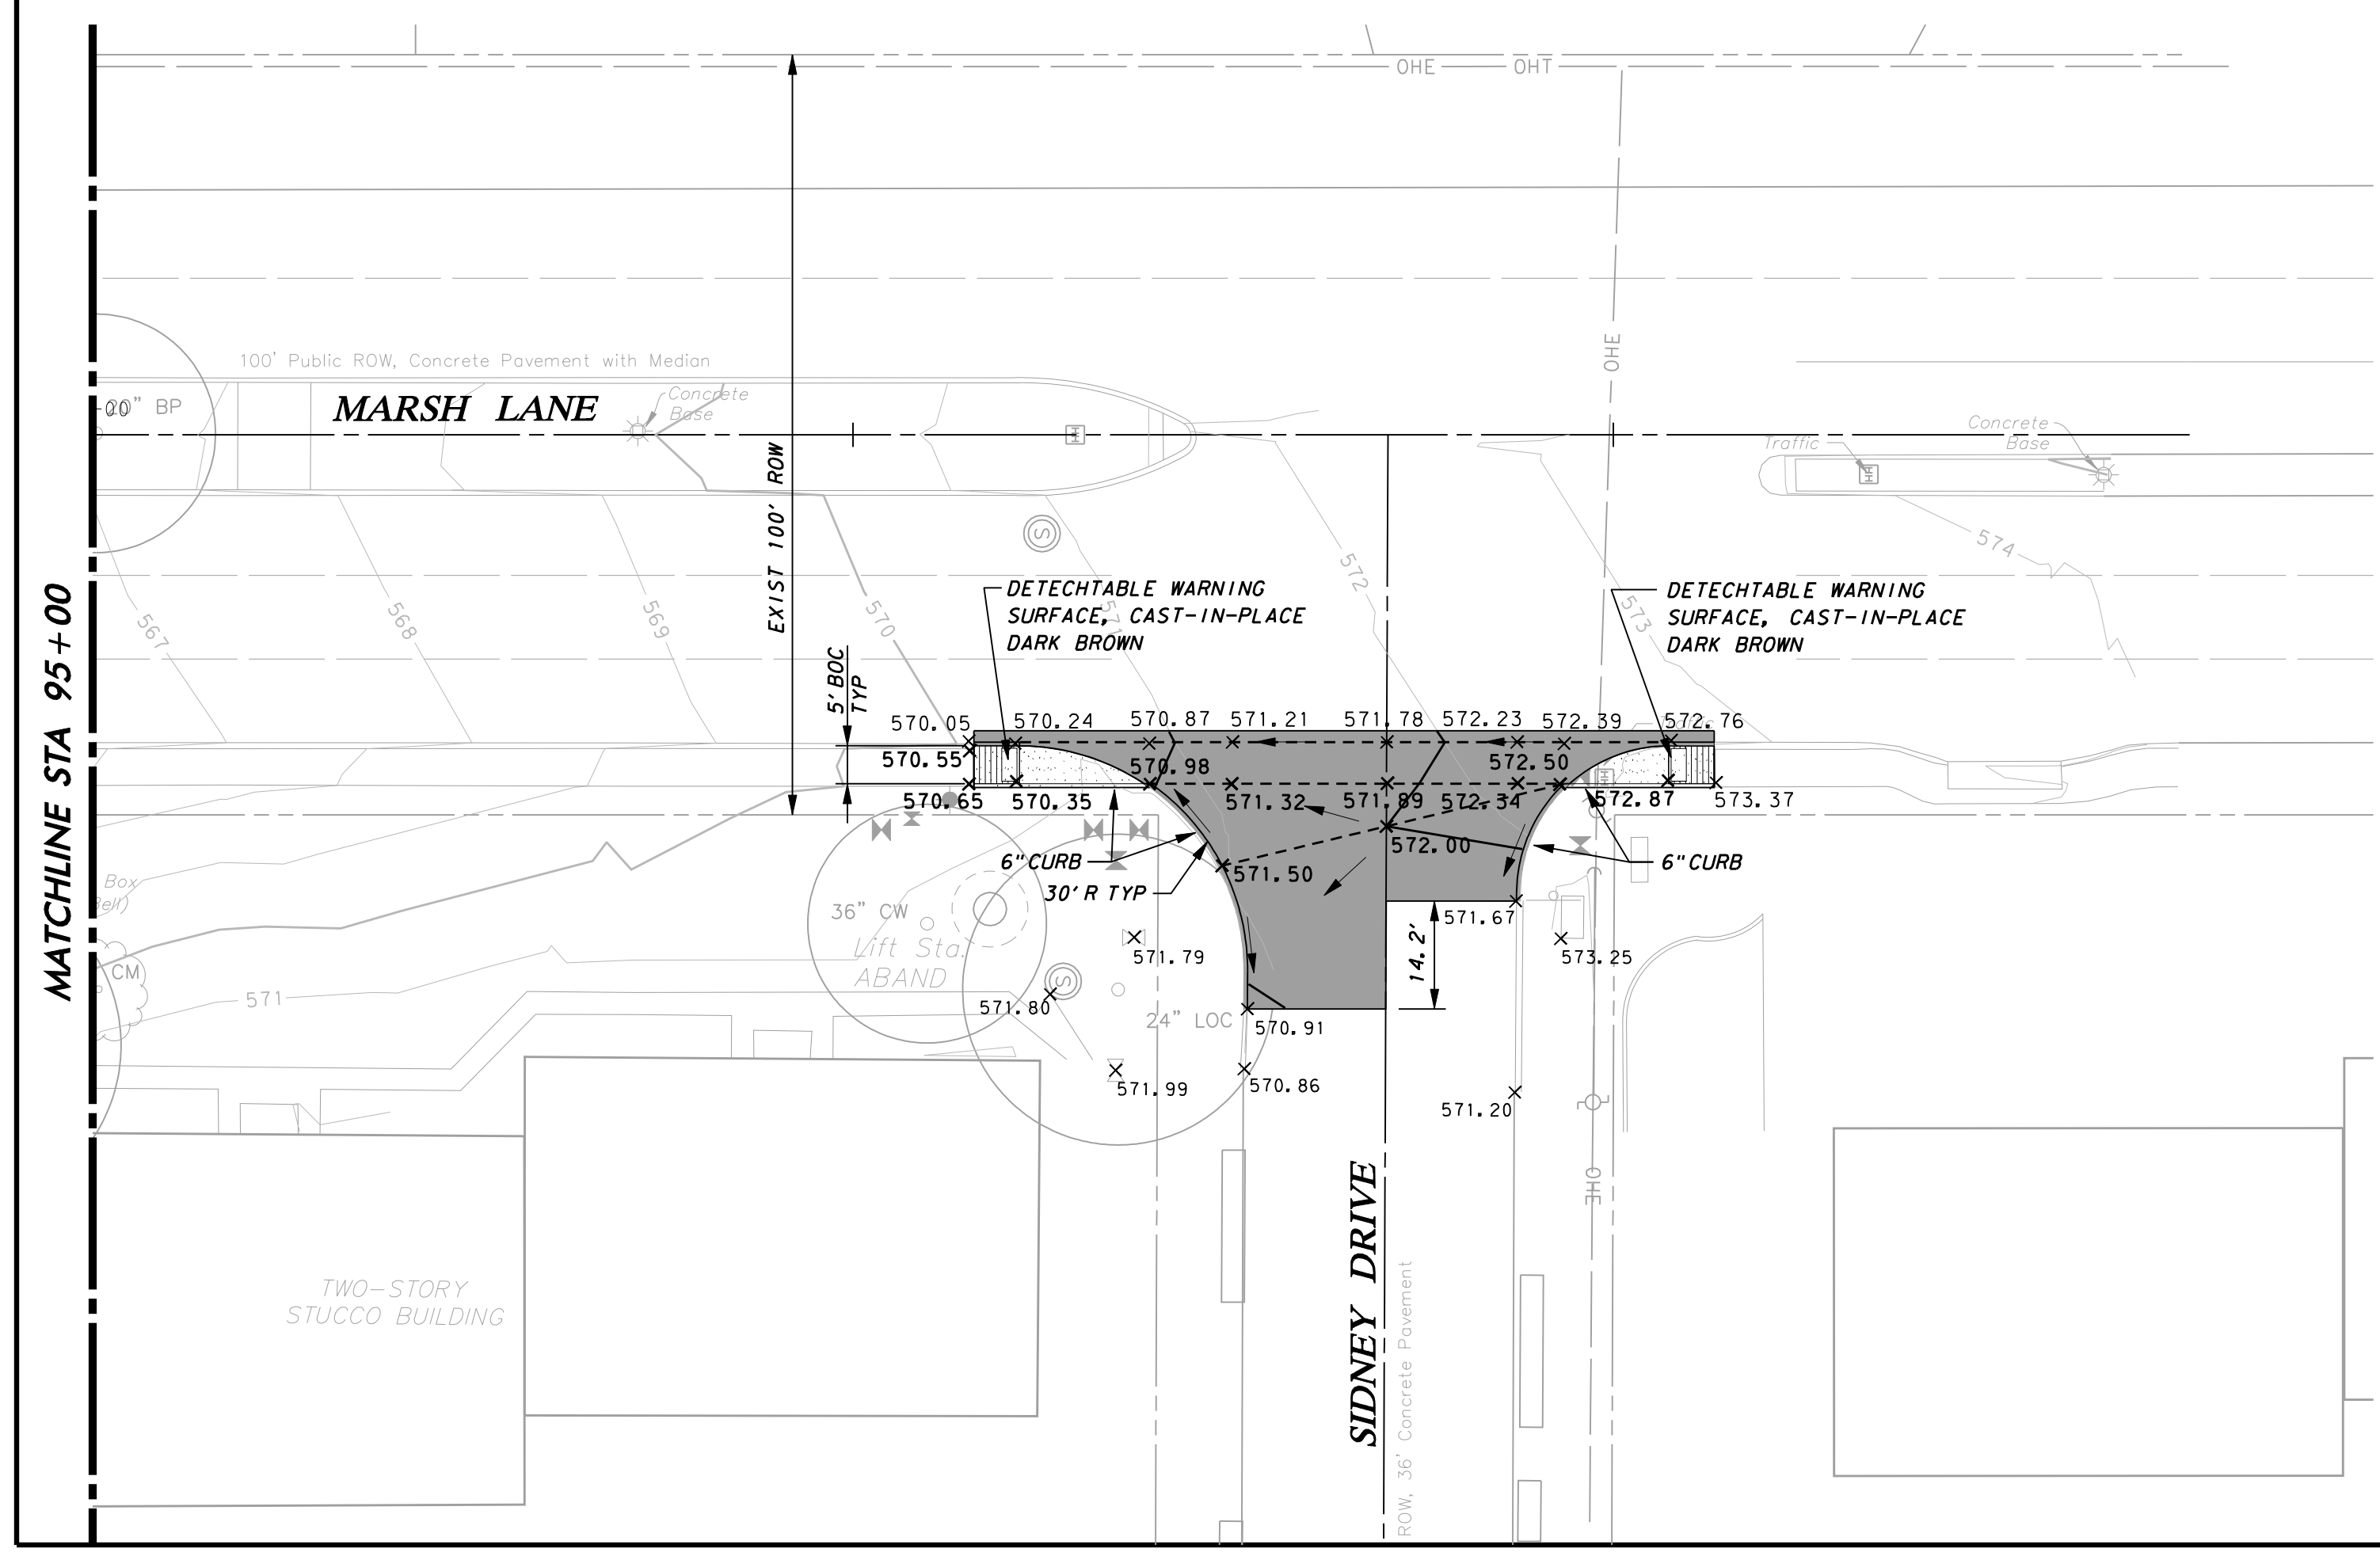 OHE OHT
OHE
100' Public ROW, Concrete Pavement with Median
MARSH LANE
Concrete
Base
20" BP
00
EXIST 100' ROW
Concrete
Base
Traffic
574
573
572
571
570
569
568
567
DETECHTABLE WARNING
SURFACE, CAST-IN-PLACE
DARK BROWN
DETECHTABLE WARNING
SURFACE, CAST-IN-PLACE
DARK BROWN
MATCHLINE STA 95+00
5' BOC
TYP
570.05
570.24
570.87
571.21
571.78
572.23
572.39
572.76
570.55
570.98
572.50
570.65
570.35
571.32
571.89
572.34
572.87
573.37
572.00
571.50
6" CURB
30' R TYP
6" CURB
Box
36" CW
Lift Sta.
ABAND
CM
571
571.79
571.80
571.67
573.25
14.2'
24" LOC
570.91
570.86
571.99
571.20
OHE
SIDNEY DRIVE
ROW, 36' Concrete Pavement
TWO-STORY
STUCCO BUILDING
S
S
HH
HH